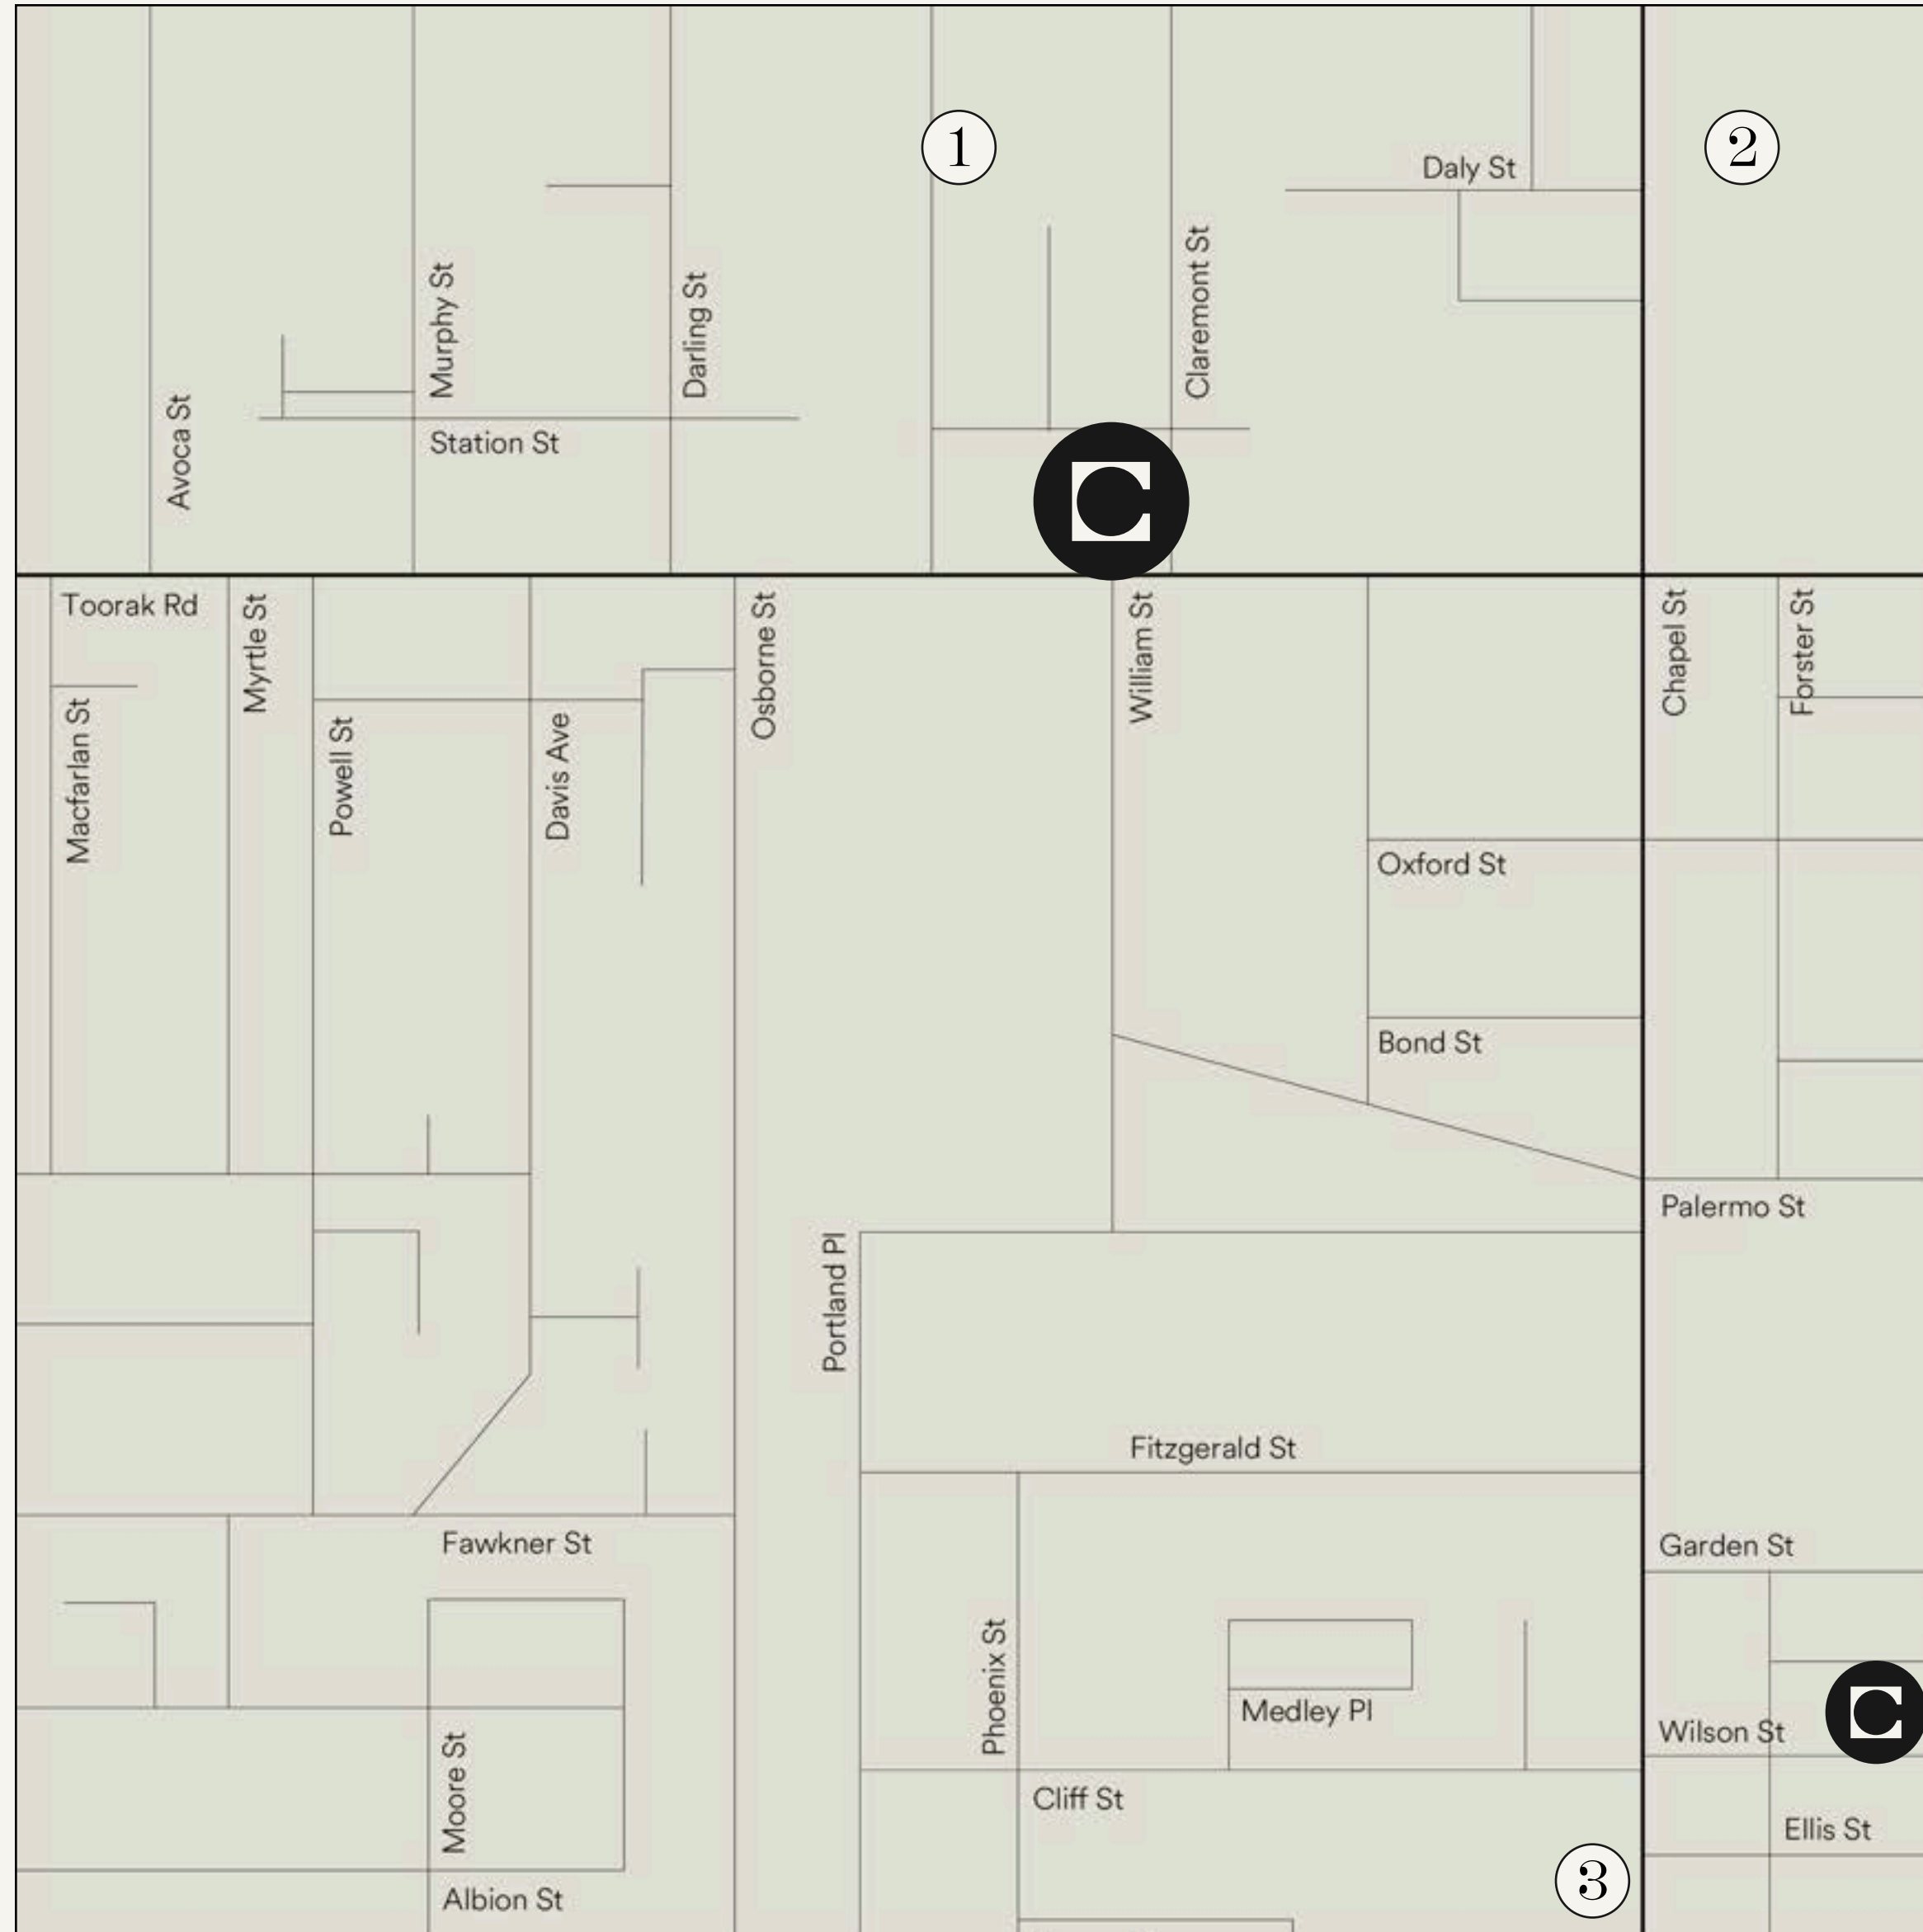 1
2
Daly St
Murphy St
Darling St
Claremont St
Avoca St
Station St
C
Toorak Rd
Myrtle St
Osborne St
William St
Chapel St
Forster St
Macfarlan St
Powell St
Davis Ave
Oxford St
Bond St
Palermo St
Portland Pl
Fitzgerald St
Fawkner St
Garden St
Phoenix St
Medley Pl
Moore St
Wilson St
C
Cliff St
Ellis St
3
Albion St